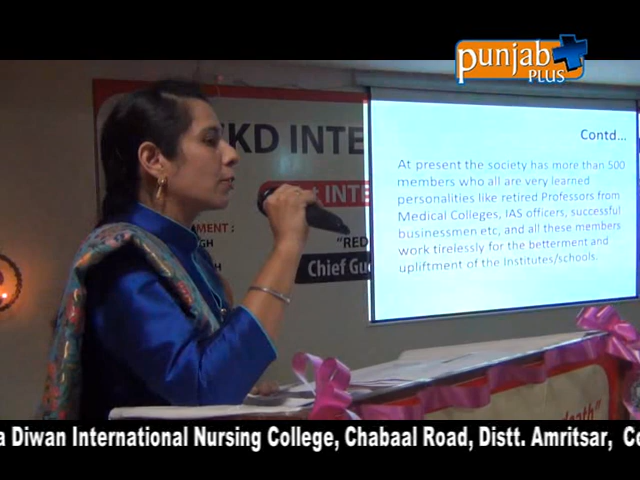 punjab
PLUS
KD INTE
INTE
MENT :
GH
H
"RED
Chief Gu
Contd...
At present the society has more than 500
members who all are very learned
personalities like retired Professors from
Medical Colleges, IAS officers, successful
businessmen etc, and all these members
work tirelessly for the betterment and
upliftment of the Institutes/schools.
a Diwan International Nursing College, Chabaal Road, Distt. Amritsar, Co